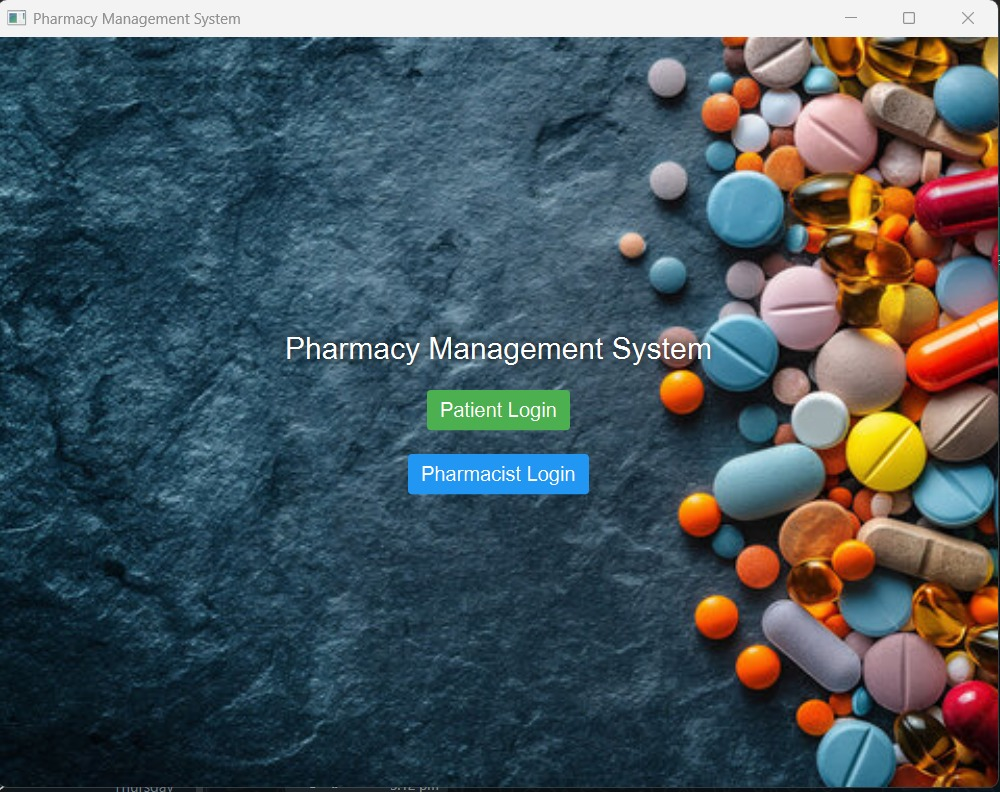 Pharmacy Management System
Pharmacy Management System
Patient Login
Pharmacist Login